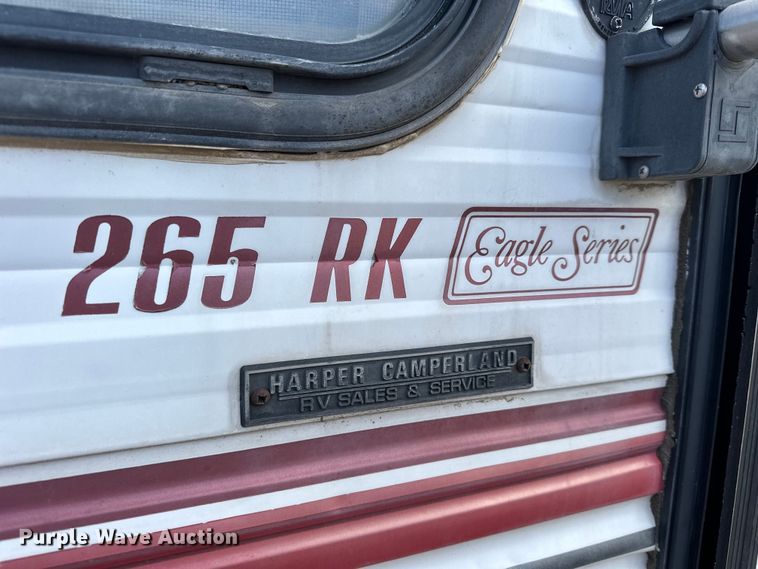 265 RK Eagle Series
HARPER CAMPERLAND
RV SALES & SERVICE
Purple Wave Auction